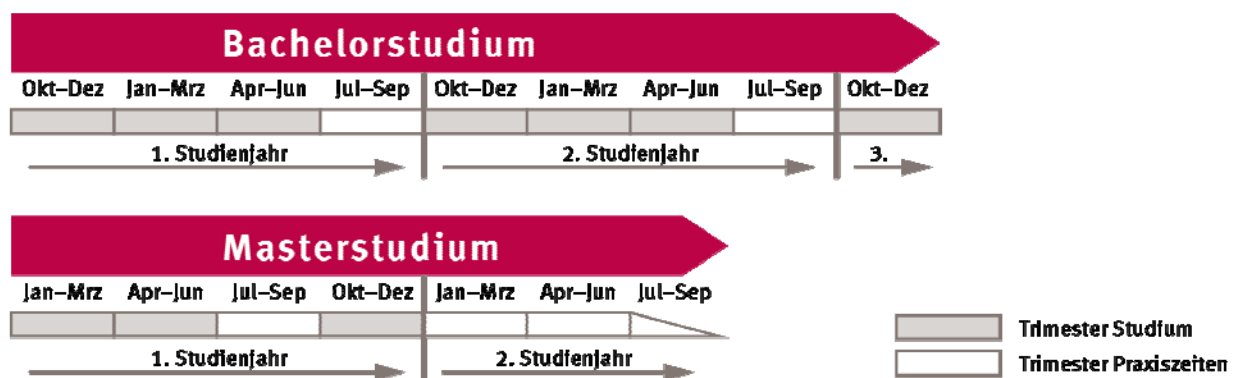 Bachelorstudium
Okt–Dez Jan–Mrz Apr–Jun Jul–Sep Okt–Dez Jan–Mrz Apr–Jun Jul–Sep Okt–Dez
1. Studienjahr 2. Studienjahr 3.
Masterstudium
Jan–Mrz Apr–Jun Jul–Sep Okt–Dez Jan–Mrz Apr–Jun Jul–Sep
Trimester Studium
1. Studienjahr 2. Studienjahr Trimester Praxiszeiten